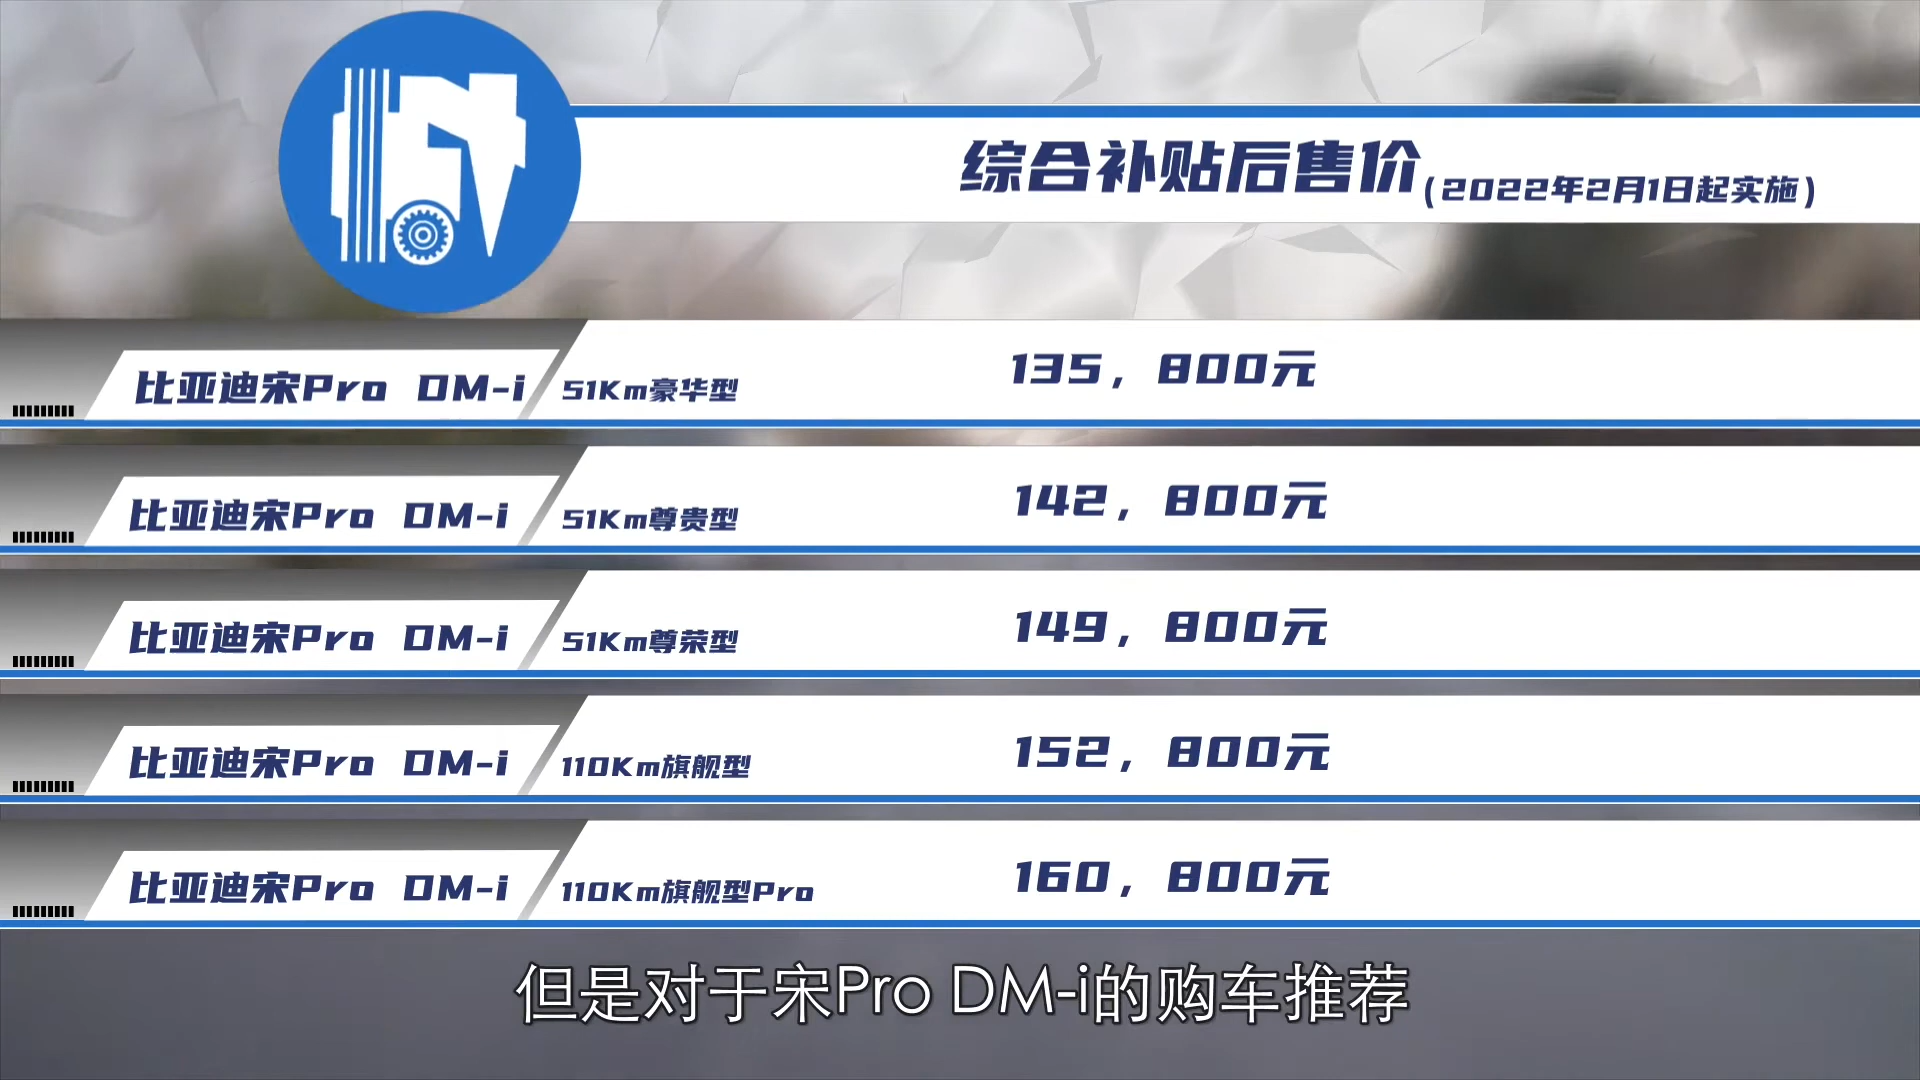 综合补贴后售价(2022年2月1日起实施)
比亚迪宋Pro DM-i 51Km豪华型 135，800元
比亚迪宋Pro DM-i 51Km尊贵型 142，800元
比亚迪宋Pro DM-i 51Km尊荣型 149，800元
比亚迪宋Pro DM-i 110Km旗舰型 152，800元
比亚迪宋Pro DM-i 110Km旗舰型Pro 160，800元
但是对于宋Pro DM-i的购车推荐